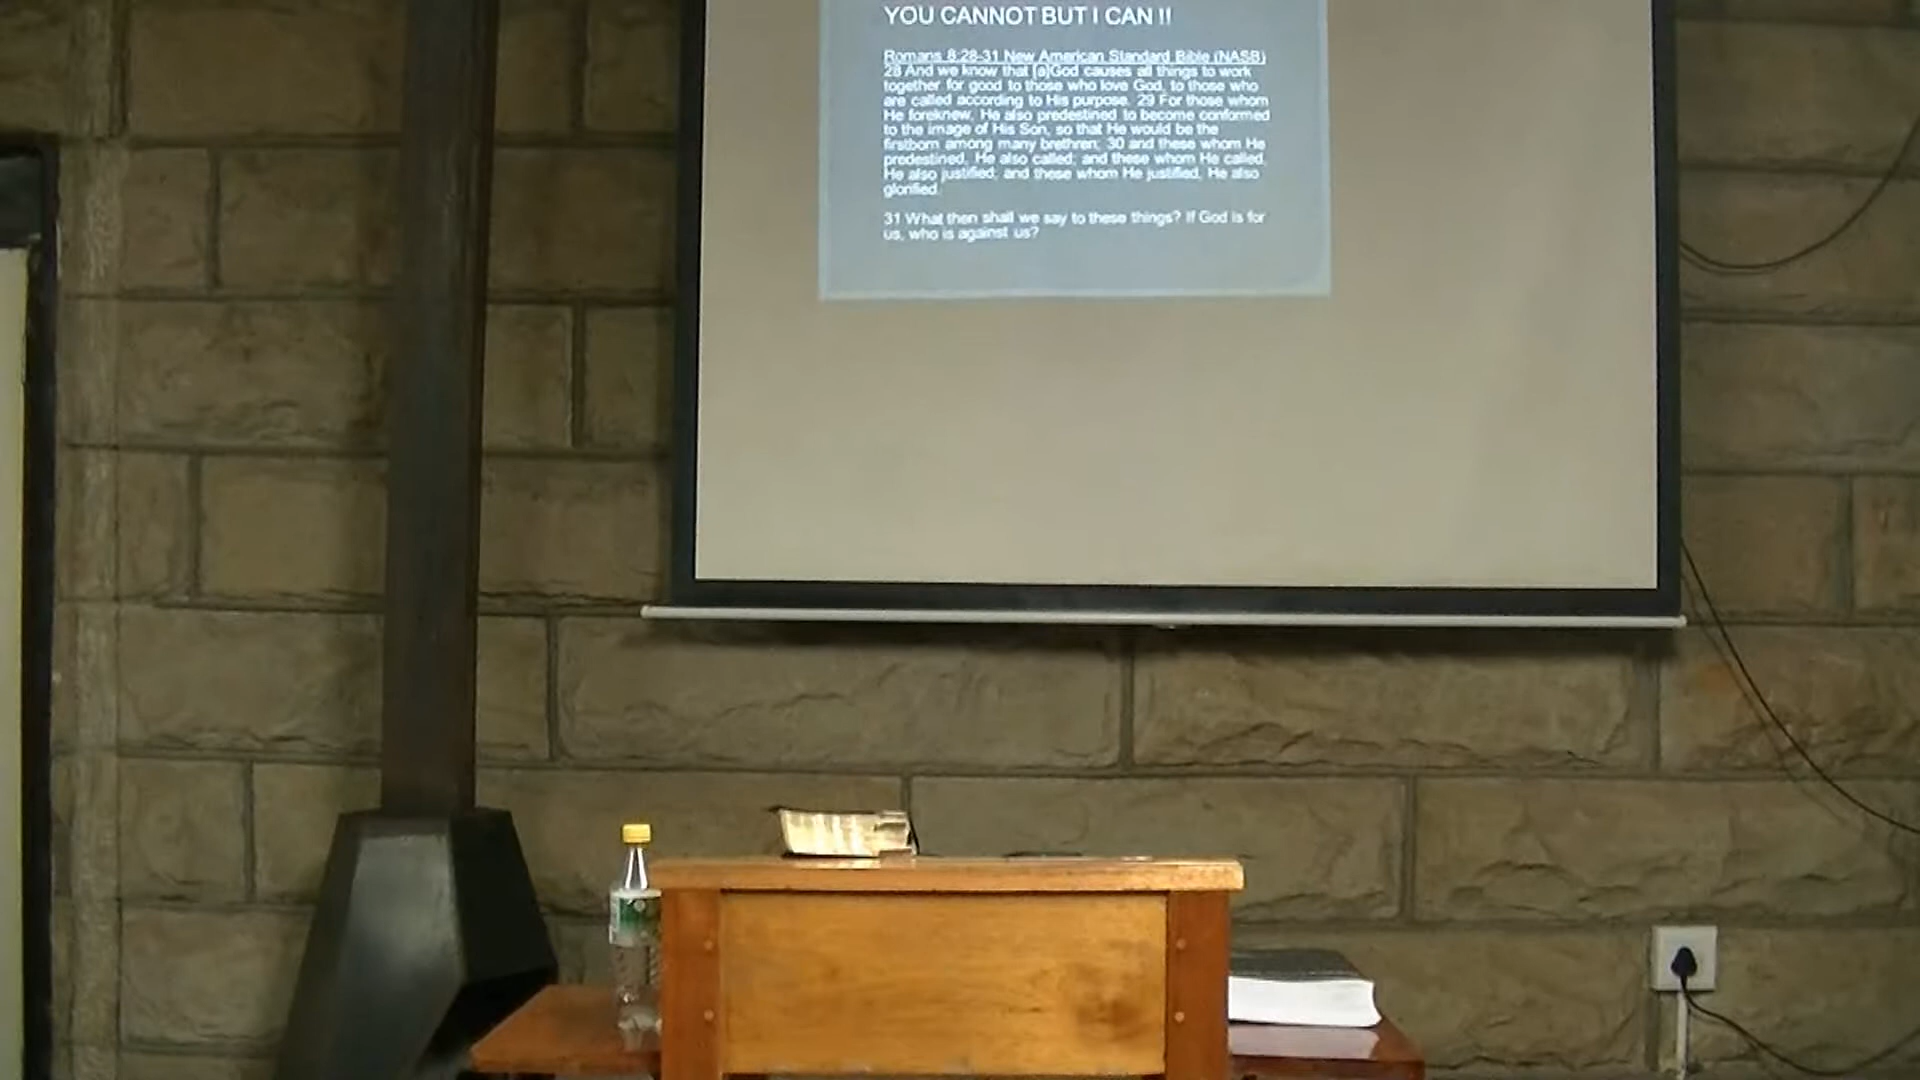 YOU CANNOT BUT I CAN !!
Romans 8:28-31 New American Standard Bible (NASB)
28 And we know that [a]God causes all things to work
together for good to those who love God, to those who
are called according to His purpose. 29 For those whom
He foreknew, He also predestined to become conformed
to the image of His Son, so that He would be the
firstborn among many brethren; 30 and these whom He
predestined, He also called; and these whom He called,
He also justified; and these whom He justified, He also
glorified.
31 What then shall we say to these things? If God is for
us, who is against us?